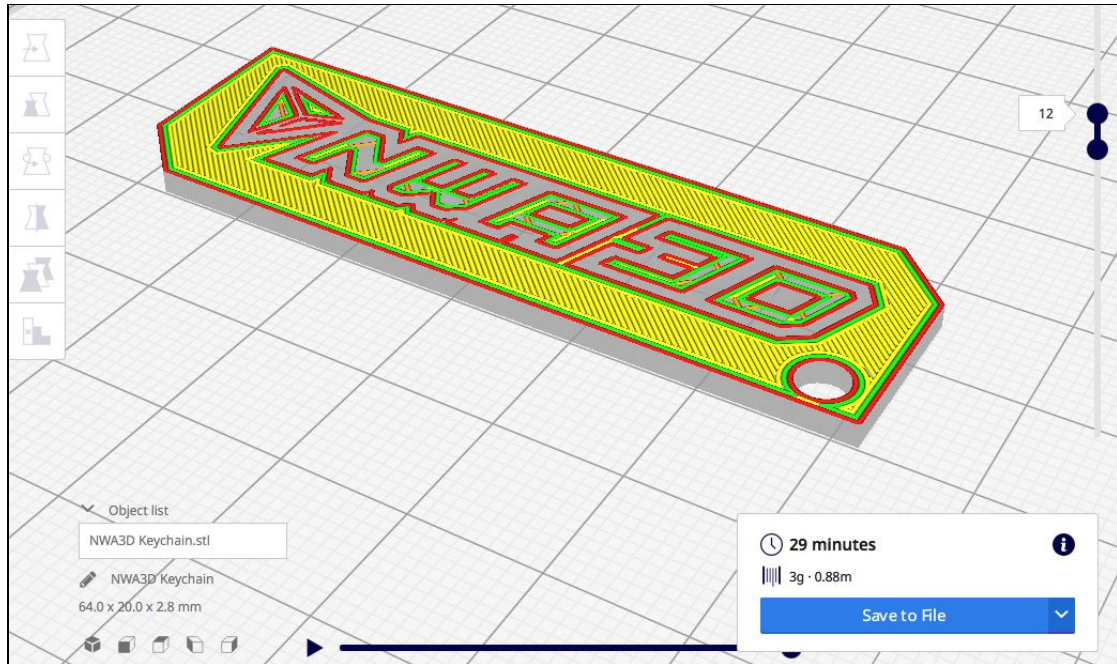 12
NWA3D
Object list
NWA3D Keychain.stl
NWA3D Keychain
64.0 x 20.0 x 2.8 mm
29 minutes
3g · 0.88m
Save to File